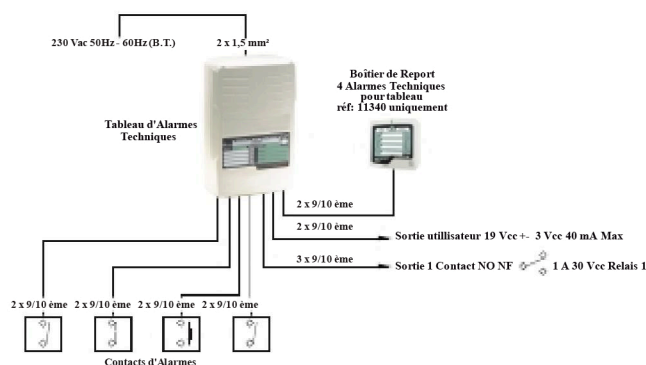 230 Vac 50Hz - 60Hz (B.T.)
2 x 1,5 mm²
Boîtier de Report
4 Alarmes Techniques
pour tableau
réf: 11340 uniquement
Tableau d'Alarmes
Techniques
2 x 9/10 ème
2 x 9/10 ème
Sortie utilisateur 19 Vcc +- 3 Vcc 40 mA Max
3 x 9/10 ème
Sortie 1 Contact NO NF
1 A 30 Vcc Relais 1
2 x 9/10 ème
2 x 9/10 ème
2 x 9/10 ème
2 x 9/10 ème
Contacts d'Alarmes